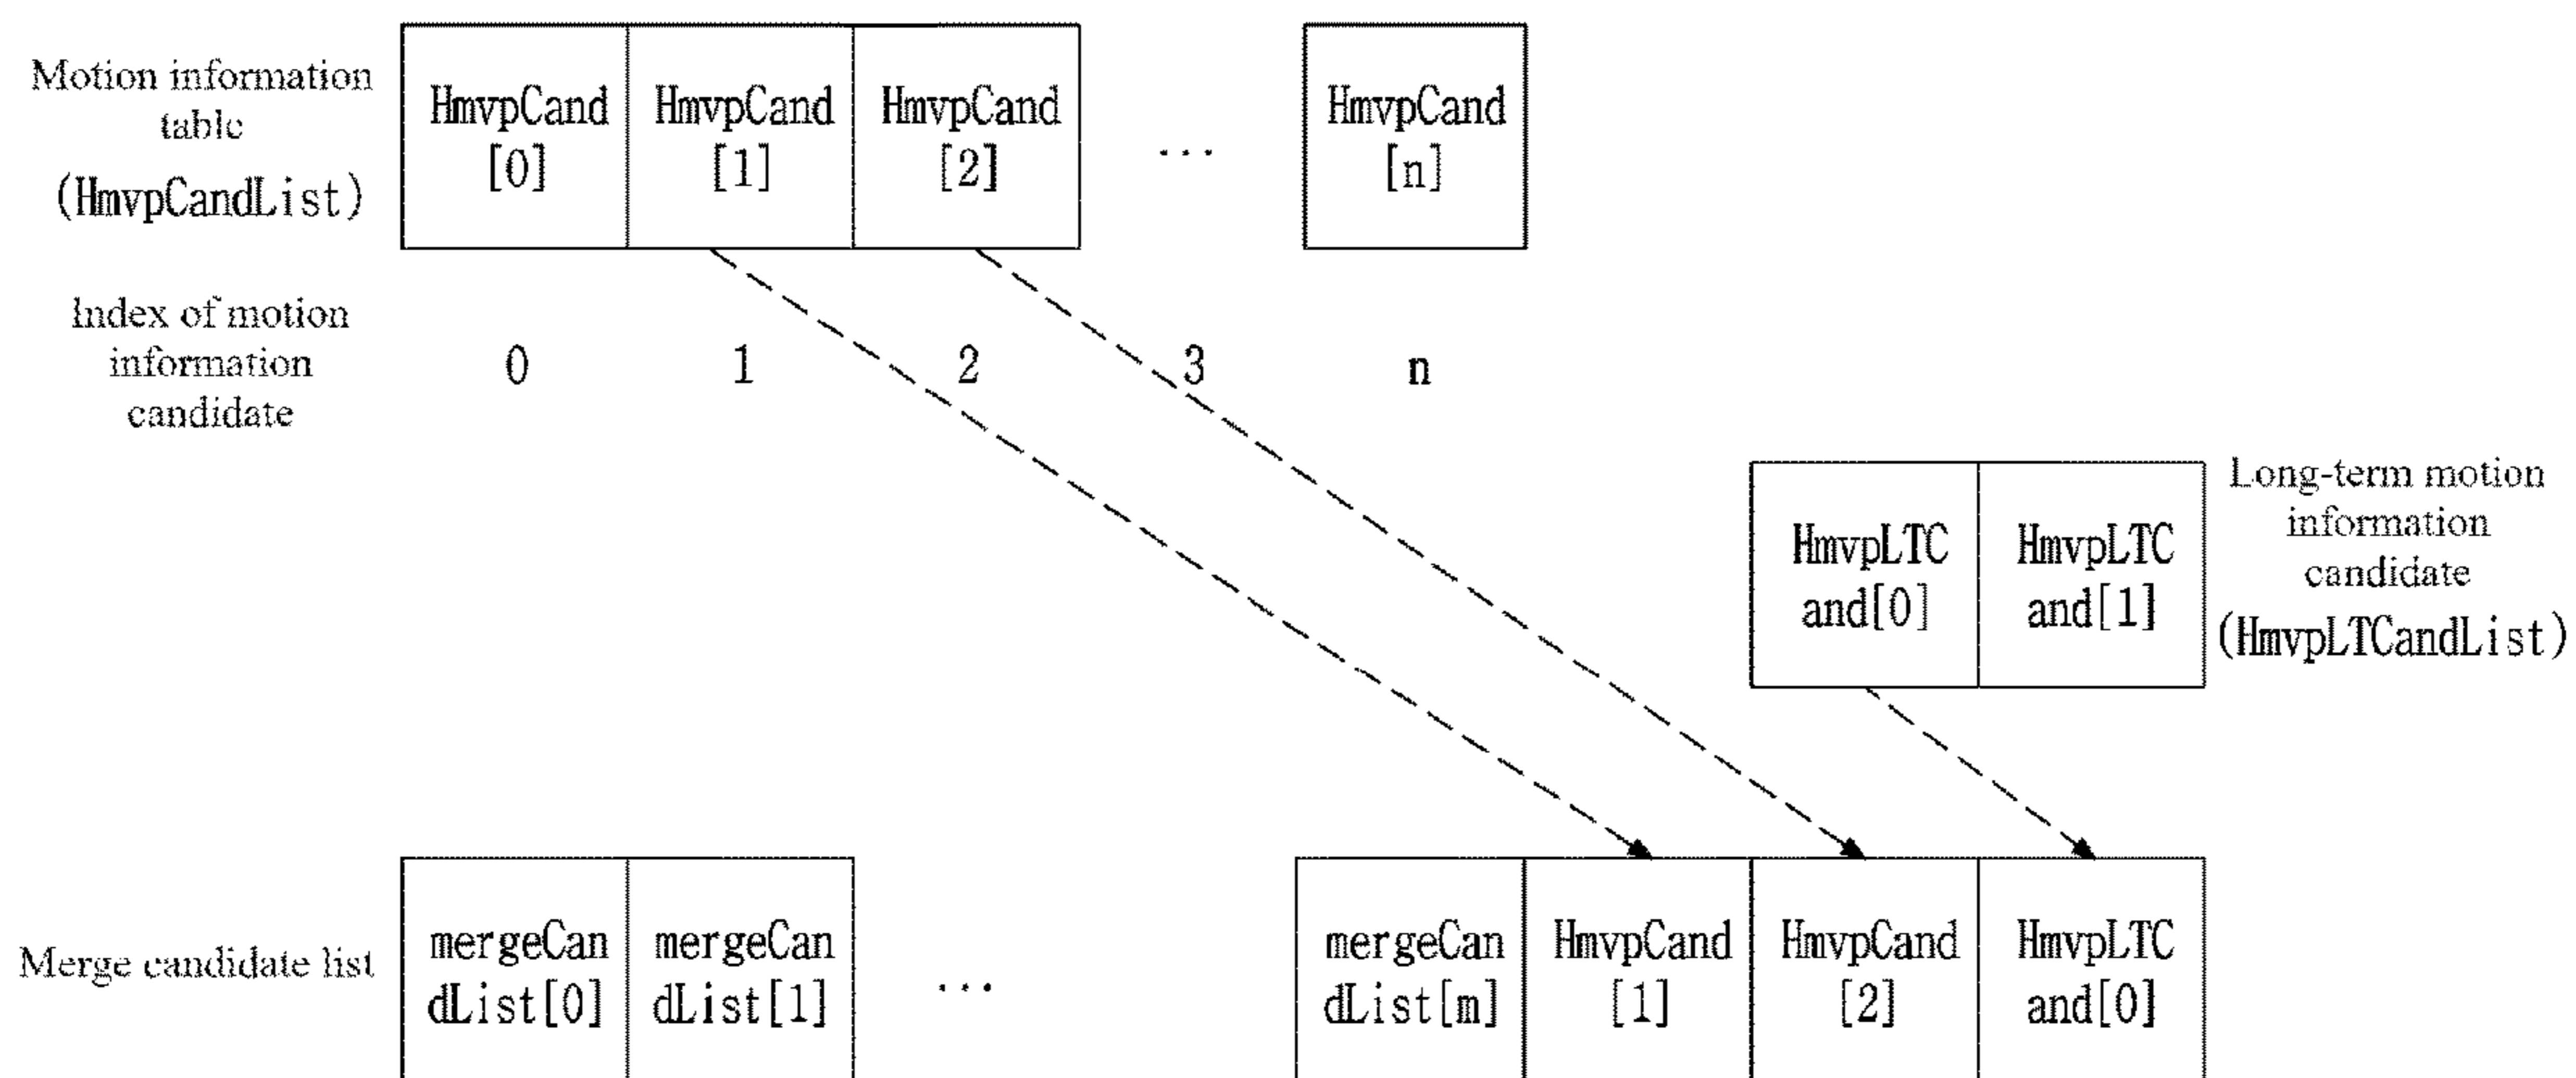 Motion information
table
(HmvpCandList)
HmvpCand
[0]
HmvpCand
[1]
HmvpCand
[2]
...
HmvpCand
[n]
Index of motion
information
candidate
0 1 2 3 n
HmvpLTC
and[0]
HmvpLTC
and[1]
Long-term motion
information
candidate
(HmvpLTCandList)
Merge candidate list
mergeCan
dList[0]
mergeCan
dList[1]
...
mergeCan
dList[m]
HmvpCand
[1]
HmvpCand
[2]
HmvpLTC
and[0]